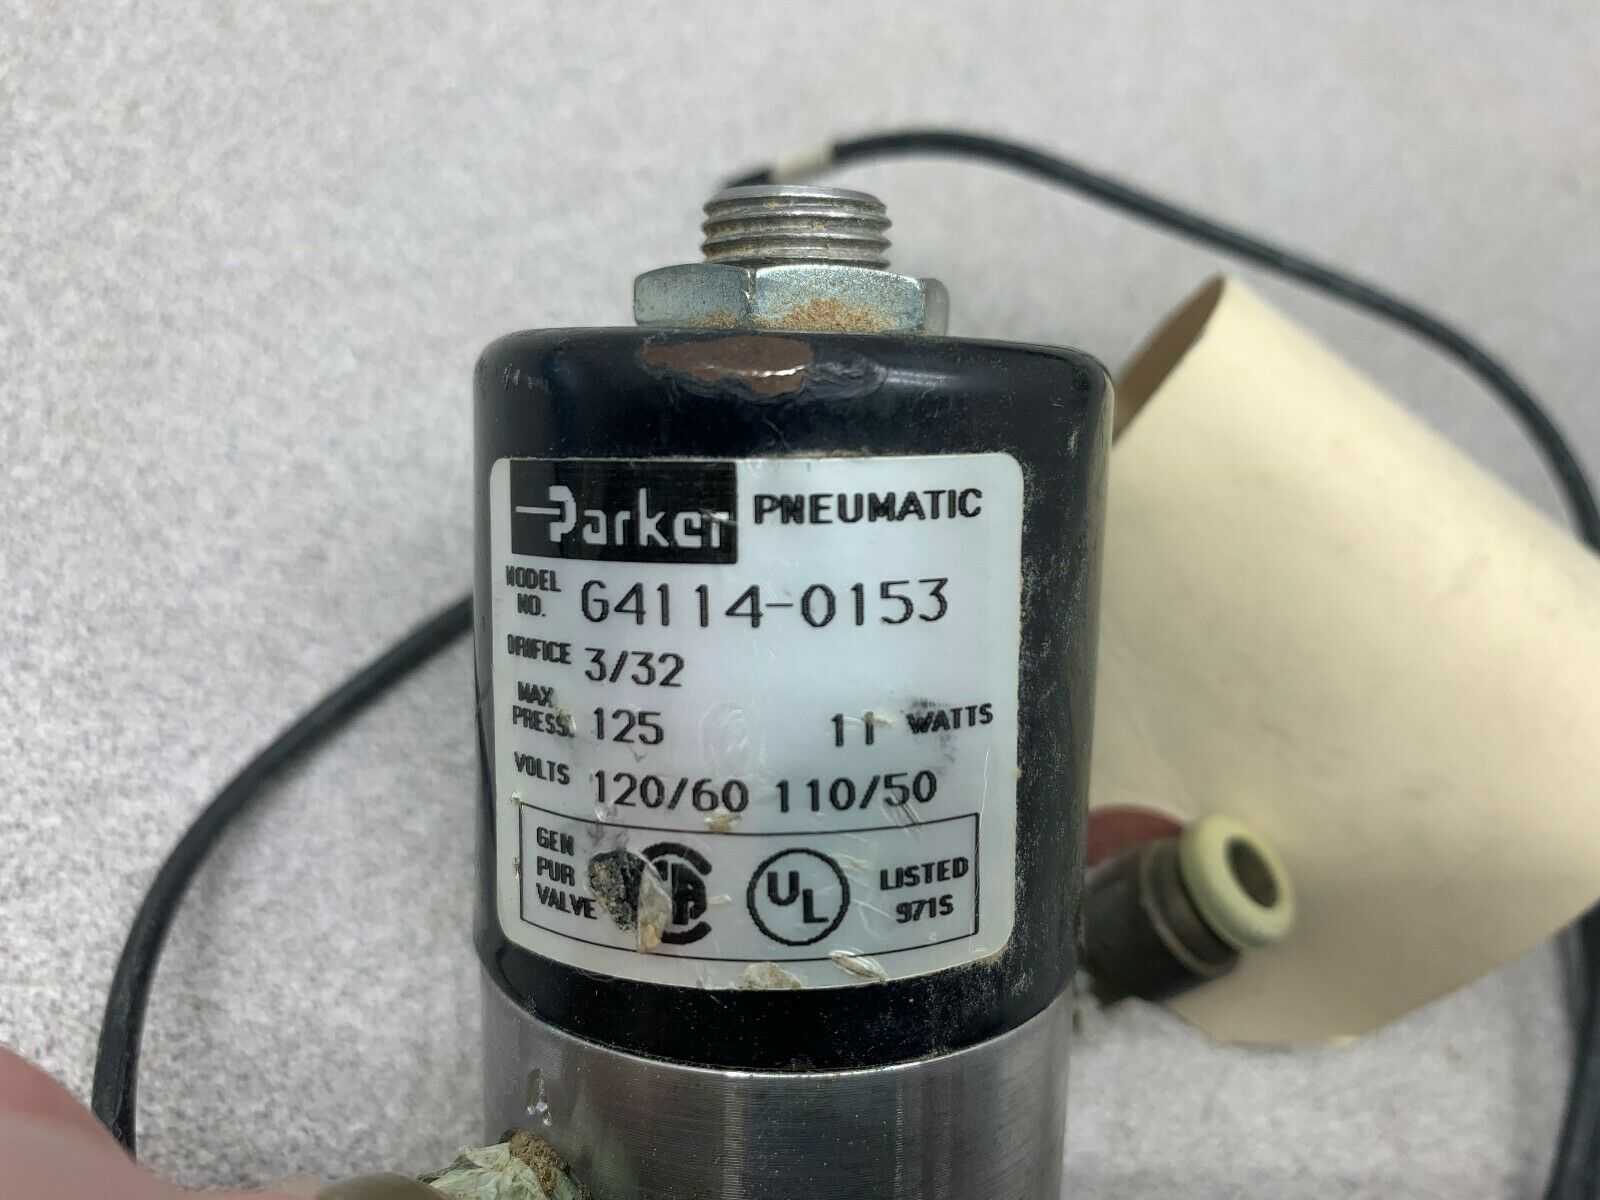 Parker PNEUMATIC
MODEL NO. G4114-0153
ORIFICE 3/32
MAX PRESS. 125 11 WATTS
VOLTS 120/60 110/50
GEN
PUR
VALVE
UL
LISTED
971S